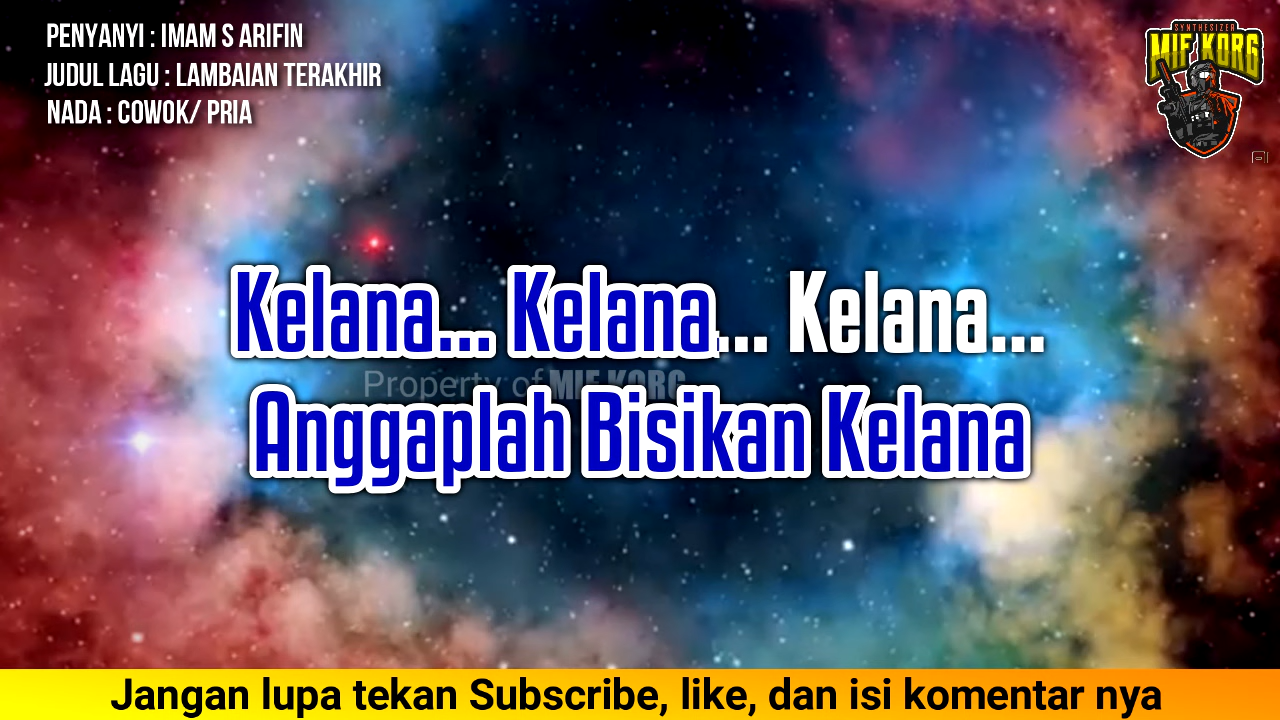 PENYANYI : IMAM S ARIFIN
JUDUL LAGU : LAMBAIAN TERAKHIR
NADA : COWOK/ PRIA
SYNTHESIZER
MIF KORG
Kelana... Kelana... Kelana...
Property of MIF KORG
Anggaplah Bisikan Kelana
Jangan lupa tekan Subscribe, like, dan isi komentar nya